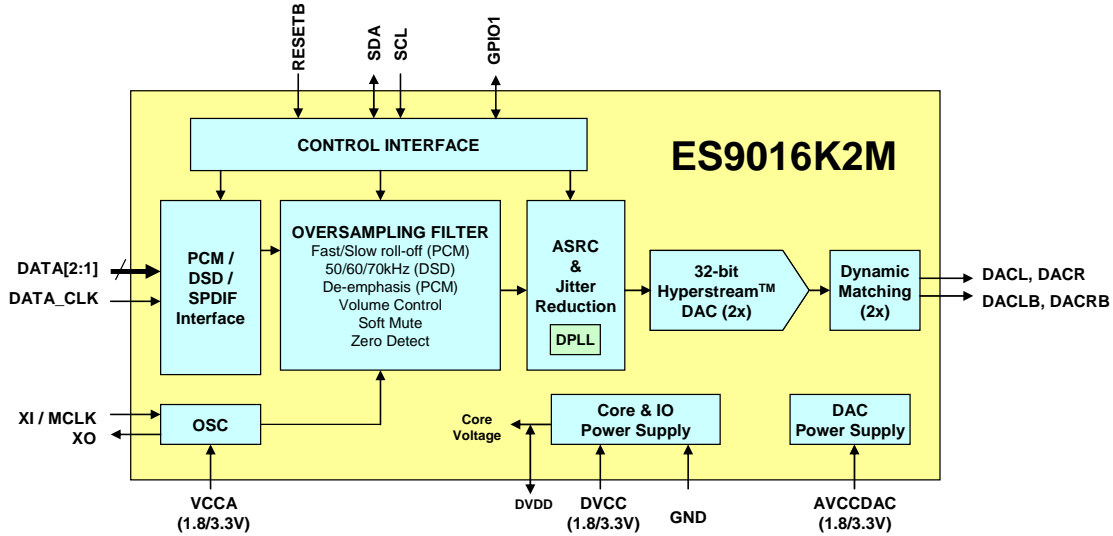 RESETB
SDA
SCL
GPIO1
CONTROL INTERFACE
ES9016K2M
DATA[2:1]
DATA_CLK
PCM /
DSD /
SPDIF
Interface
OVERSAMPLING FILTER
Fast/Slow roll-off (PCM)
50/60/70kHz (DSD)
De-emphasis (PCM)
Volume Control
Soft Mute
Zero Detect
ASRC
&
Jitter
Reduction
DPLL
32-bit
Hyperstream™
DAC (2x)
Dynamic
Matching
(2x)
DACL, DACR
DACLB, DACRB
XI / MCLK
XO
OSC
Core
Voltage
Core & IO
Power Supply
DAC
Power Supply
VCCA
(1.8/3.3V)
DVDD
DVCC
(1.8/3.3V)
GND
AVCCDAC
(1.8/3.3V)